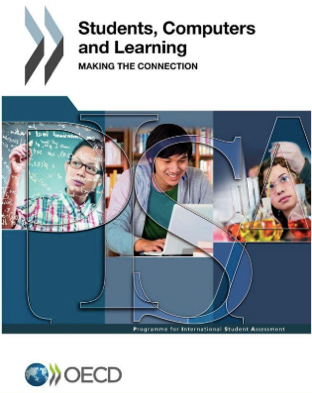 Students, Computers
and Learning
MAKING THE CONNECTION
PISA
Programme for International Student Assessment
OECD